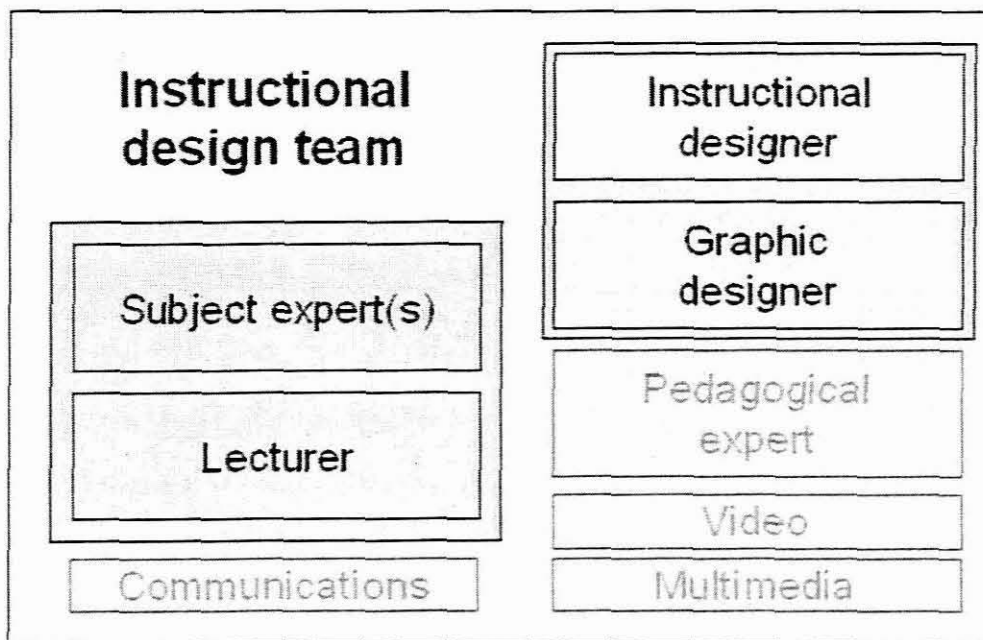 Instructional
design team
Subject expert(s)
Lecturer
Communications
Instructional
designer
Graphic
designer
Pedagogical
expert
Video
Multimedia